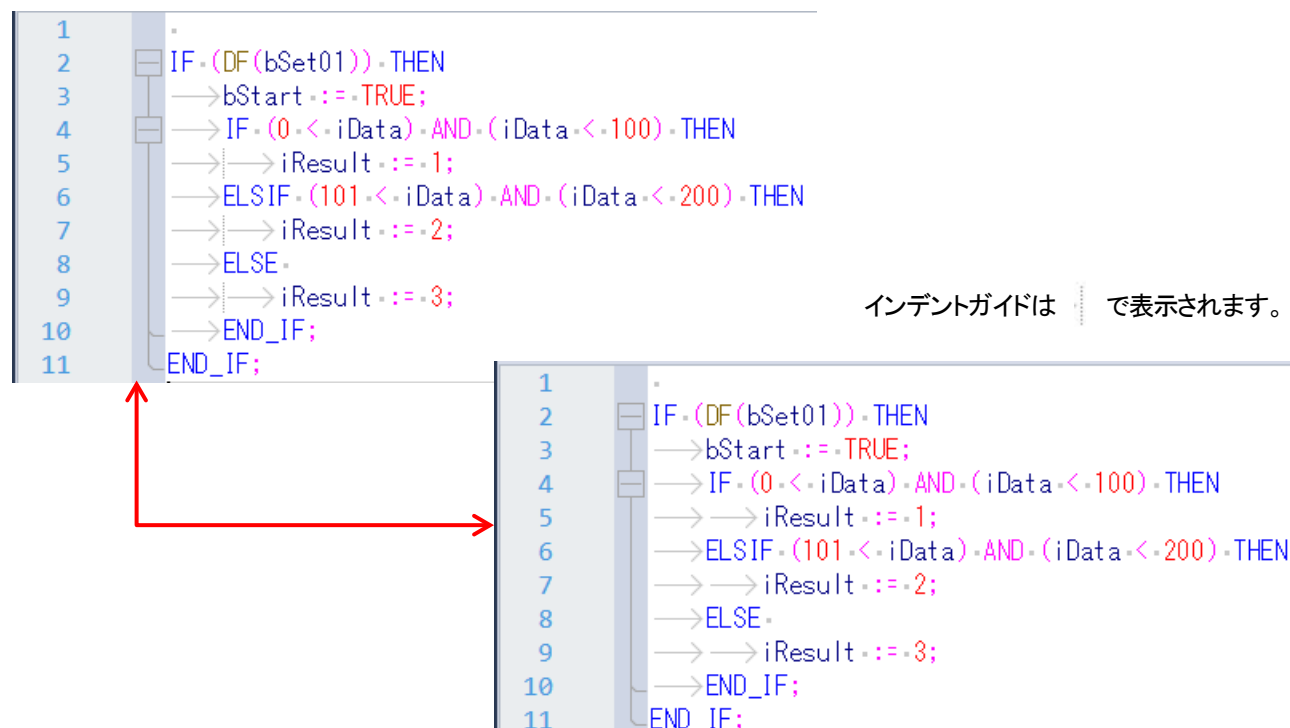 1
2 IF (DF(bSet01)) THEN
3 bStart := TRUE;
4 IF (0 < iData) AND (iData < 100) THEN
5 iResult := 1;
6 ELSIF (101 < iData) AND (iData < 200) THEN
7 iResult := 2;
8 ELSE
9 iResult := 3;
10 END_IF;
11 END_IF;
インデントガイドは で表示されます。
1
2 IF (DF(bSet01)) THEN
3 bStart := TRUE;
4 IF (0 < iData) AND (iData < 100) THEN
5 iResult := 1;
6 ELSIF (101 < iData) AND (iData < 200) THEN
7 iResult := 2;
8 ELSE
9 iResult := 3;
10 END_IF;
11 END_IF;